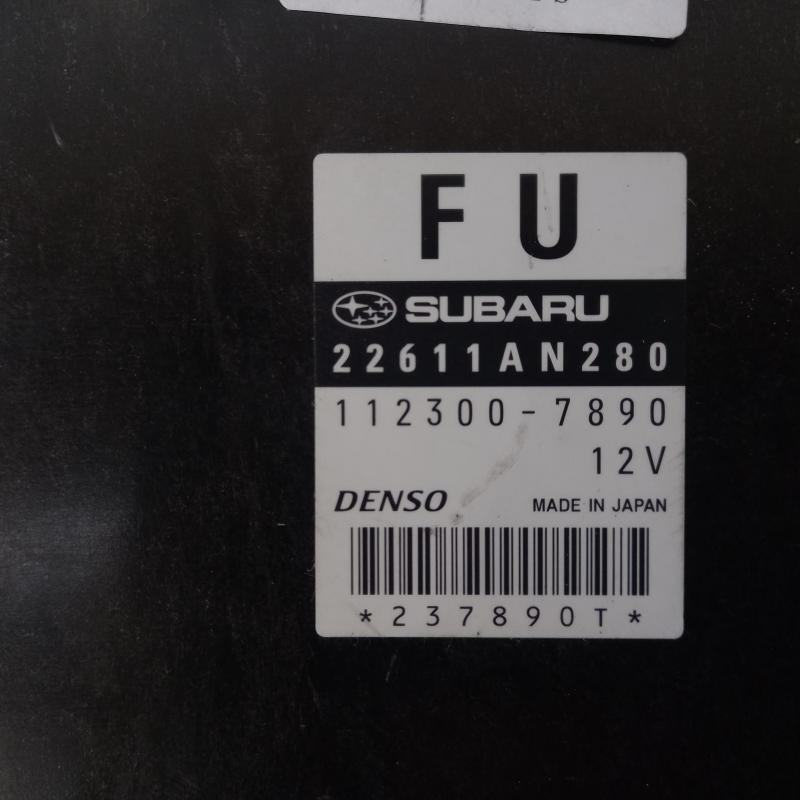 FU
SUBARU
22611AN280
112300-7890
12V
DENSO MADE IN JAPAN
*237890T*